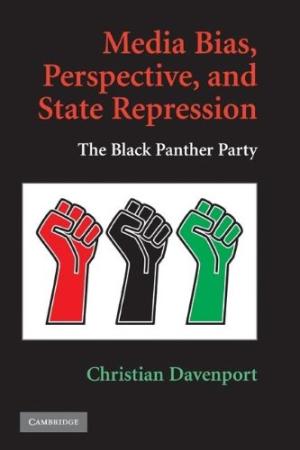 Media Bias,
Perspective, and
State Repression
The Black Panther Party
Christian Davenport
CAMBRIDGE